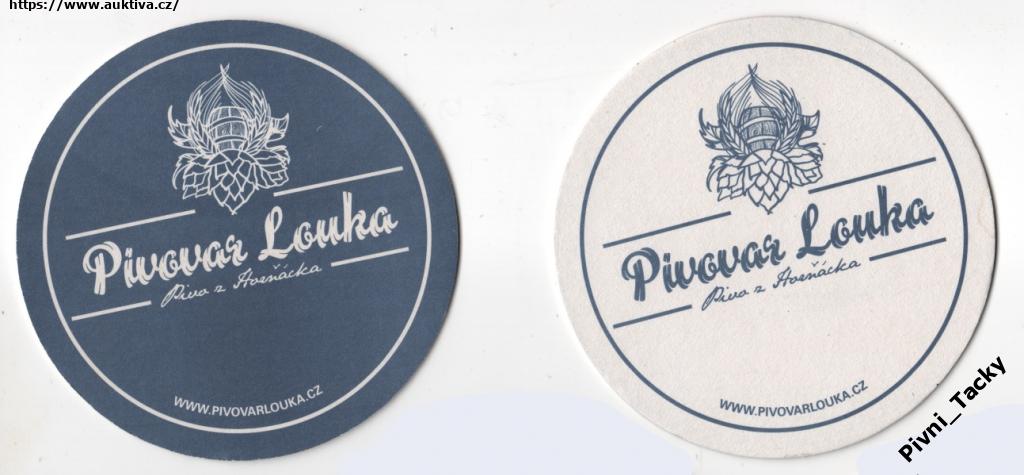 https://www.auktiva.cz/
Pivovar Louka
Pivo z Horňácka
WWW.PIVOVARLOUKA.CZ
Pivovar Louka
Pivo z Horňácka
WWW.PIVOVARLOUKA.CZ
Pivni_Tacky